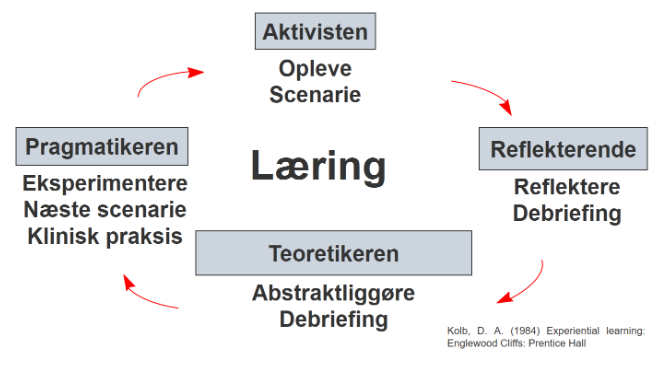 Aktivisten
Opleve
Scenarie
Pragmatikeren
Eksperimentere
Næste scenarie
Klinisk praksis
Læring
Reflekterende
Reflektere
Debriefing
Teoretikeren
Abstraktliggøre
Debriefing
Kolb, D. A. (1984) Experiential learning:
Englewood Cliffs: Prentice Hall